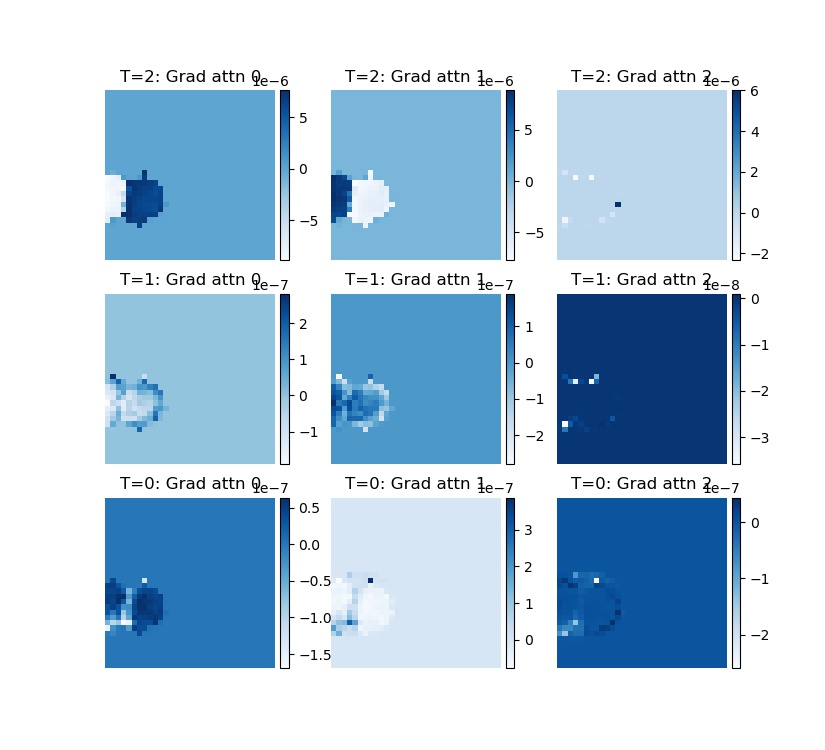 T=2: Grad attn 0
1e−6
T=2: Grad attn 1
1e−6
T=2: Grad attn 2
1e−6
5
0
−5
5
0
−5
6
4
2
0
−2
T=1: Grad attn 0
1e−7
T=1: Grad attn 1
1e−7
T=1: Grad attn 2
1e−8
2
1
0
−1
1
0
−1
−2
0
−1
−2
−3
T=0: Grad attn 0
1e−7
T=0: Grad attn 1
1e−7
T=0: Grad attn 2
1e−7
0.5
0.0
−0.5
−1.0
−1.5
3
2
1
0
0
−1
−2